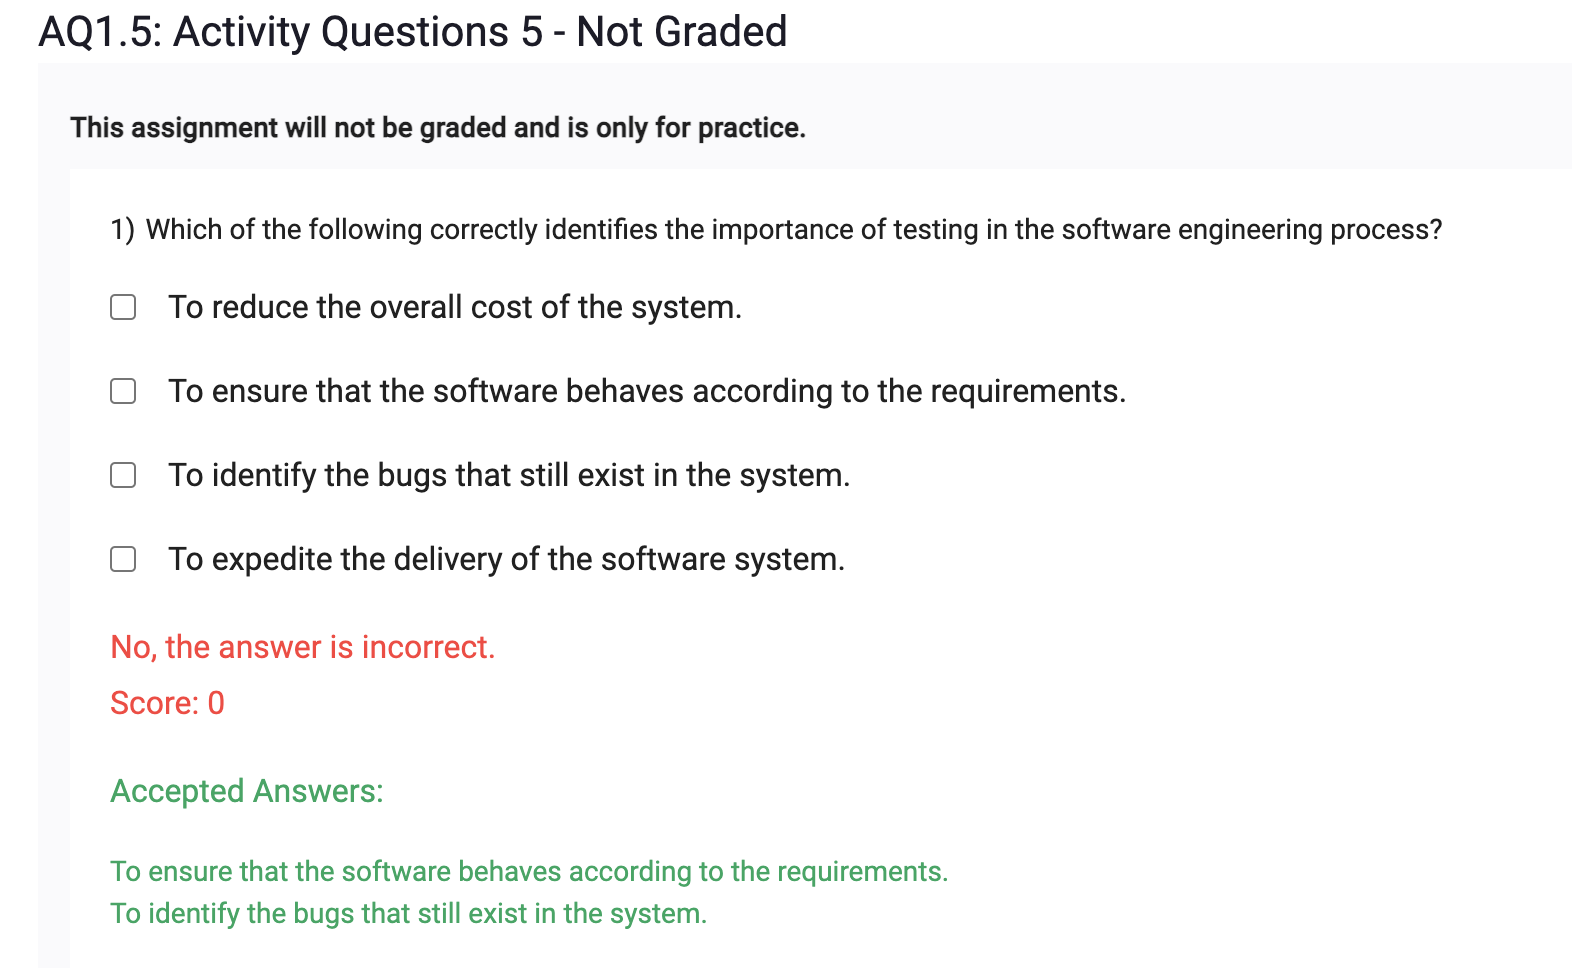 AQ1.5: Activity Questions 5 - Not Graded
This assignment will not be graded and is only for practice.
1) Which of the following correctly identifies the importance of testing in the software engineering process?
To reduce the overall cost of the system.
To ensure that the software behaves according to the requirements.
To identify the bugs that still exist in the system.
To expedite the delivery of the software system.
No, the answer is incorrect.
Score: 0
Accepted Answers:
To ensure that the software behaves according to the requirements.
To identify the bugs that still exist in the system.